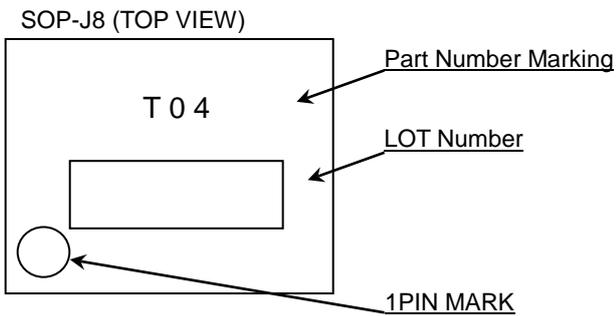 SOP-J8 (TOP VIEW)
Part Number Marking
T 0 4
LOT Number
1PIN MARK